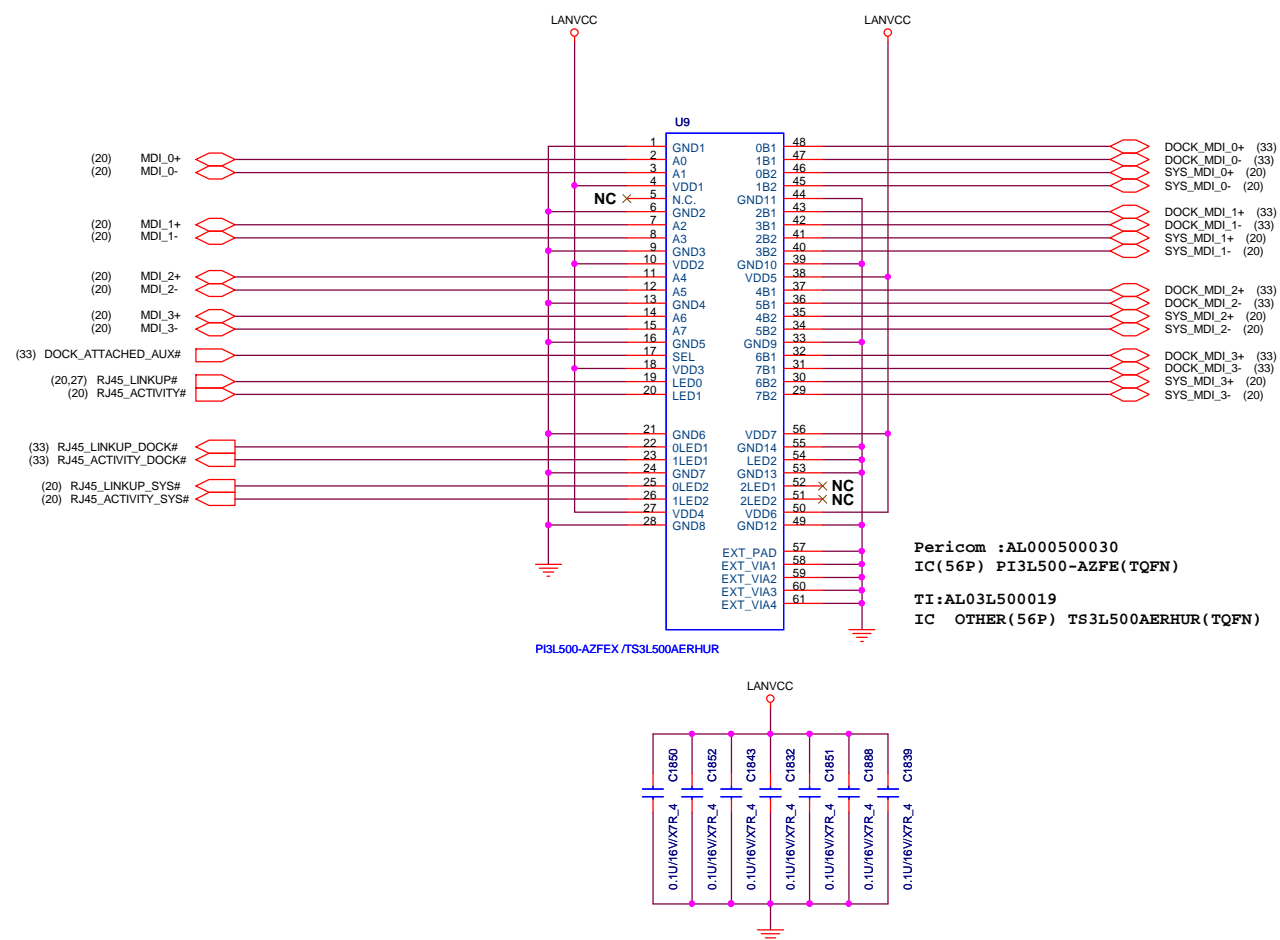 LANVCC LANVCC
U9
1 GND1 0B1 48 DOCK_MDI_0+ (33)
(20) MDI_0+ 2 A0 1B1 47 DOCK_MDI_0- (33)
(20) MDI_0- 3 A1 0B2 46 SYS_MDI_0+ (20)
4 VDD1 1B2 45 SYS_MDI_0- (20)
NC 5 N.C. GND11 44
6 GND2 2B1 43 DOCK_MDI_1+ (33)
(20) MDI_1+ 7 A2 3B1 42 DOCK_MDI_1- (33)
(20) MDI_1- 8 A3 2B2 41 SYS_MDI_1+ (20)
9 GND3 3B2 40 SYS_MDI_1- (20)
10 VDD2 GND10 39
(20) MDI_2+ 11 A4 VDD5 38
(20) MDI_2- 12 A5 4B1 37 DOCK_MDI_2+ (33)
13 GND4 5B1 36 DOCK_MDI_2- (33)
(20) MDI_3+ 14 A6 4B2 35 SYS_MDI_2+ (20)
(20) MDI_3- 15 A7 5B2 34 SYS_MDI_2- (20)
16 GND5 GND9 33
(33) DOCK_ATTACHED_AUX# 17 SEL 6B1 32 DOCK_MDI_3+ (33)
18 VDD3 7B1 31 DOCK_MDI_3- (33)
(20,27) RJ45_LINKUP# 19 LED0 6B2 30 SYS_MDI_3+ (20)
(20) RJ45_ACTIVITY# 20 LED1 7B2 29 SYS_MDI_3- (20)
21 GND6 VDD7 56
(33) RJ45_LINKUP_DOCK# 22 0LED1 GND14 55
(33) RJ45_ACTIVITY_DOCK# 23 1LED1 LED2 54
24 GND7 GND13 53
(20) RJ45_LINKUP_SYS# 25 0LED2 2LED1 52 NC
(20) RJ45_ACTIVITY_SYS# 26 1LED2 2LED2 51 NC
27 VDD4 VDD6 50
28 GND8 GND12 49
EXT_PAD 57
EXT_VIA1 58
EXT_VIA2 59
EXT_VIA3 60
EXT_VIA4 61
Pericom :AL000500030
IC(56P) PI3L500-AZFE(TQFN)
TI:AL03L500019
IC OTHER(56P) TS3L500AERHUR(TQFN)
PI3L500-AZFEX /TS3L500AERHUR
LANVCC
C1850 C1852 C1843 C1832 C1851 C1888 C1839
0.1U/16V/X7R_4 0.1U/16V/X7R_4 0.1U/16V/X7R_4 0.1U/16V/X7R_4 0.1U/16V/X7R_4 0.1U/16V/X7R_4 0.1U/16V/X7R_4